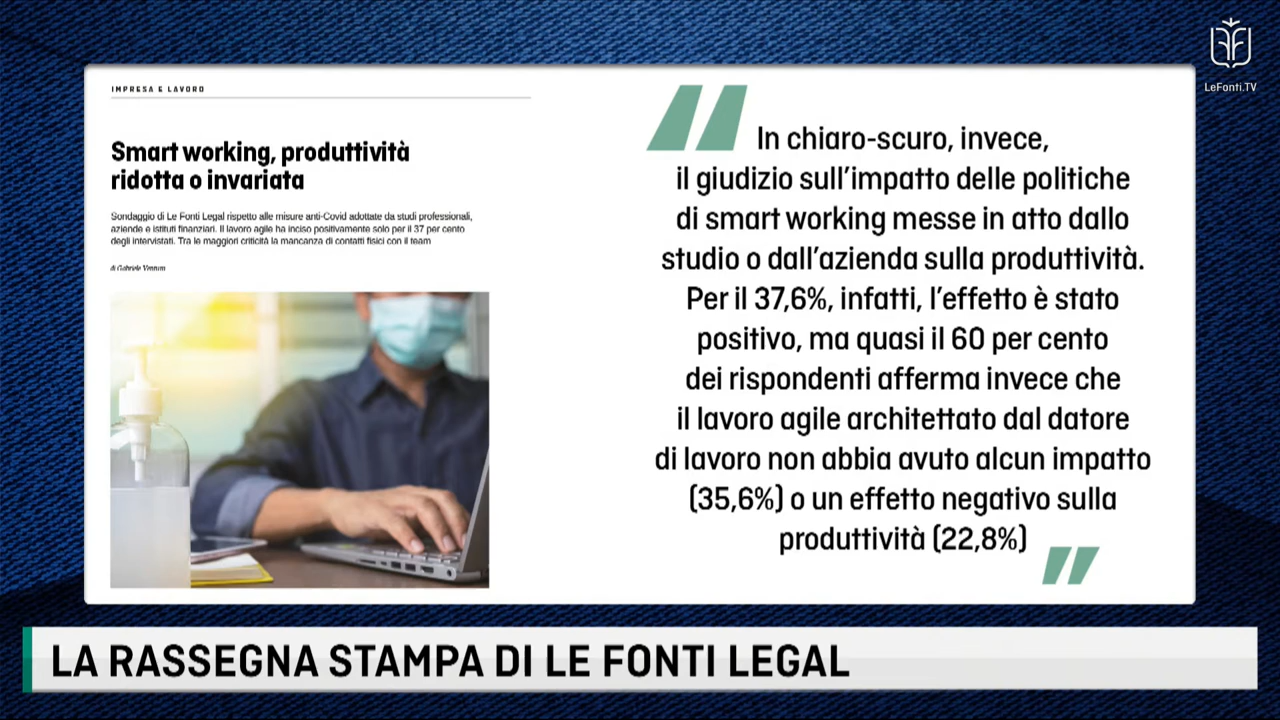 LeFonti.TV
IMPRESA E LAVORO
Smart working, produttività
ridotta o invariata
Sondaggio di Le Fonti Legal rispetto alle misure anti-Covid adottate da studi professionali,
aziende e istituti finanziari. Il lavoro agile ha inciso positivamente solo per il 37 per cento
degli intervistati. Tra le maggiori criticità la mancanza di contatti fisici con il team
di Gabriele Ventura
In chiaro-scuro, invece,
il giudizio sull'impatto delle politiche
di smart working messe in atto dallo
studio o dall'azienda sulla produttività.
Per il 37,6%, infatti, l'effetto è stato
positivo, ma quasi il 60 per cento
dei rispondenti afferma invece che
il lavoro agile architettato dal datore
di lavoro non abbia avuto alcun impatto
(35,6%) o un effetto negativo sulla
produttività (22,8%)
LA RASSEGNA STAMPA DI LE FONTI LEGAL